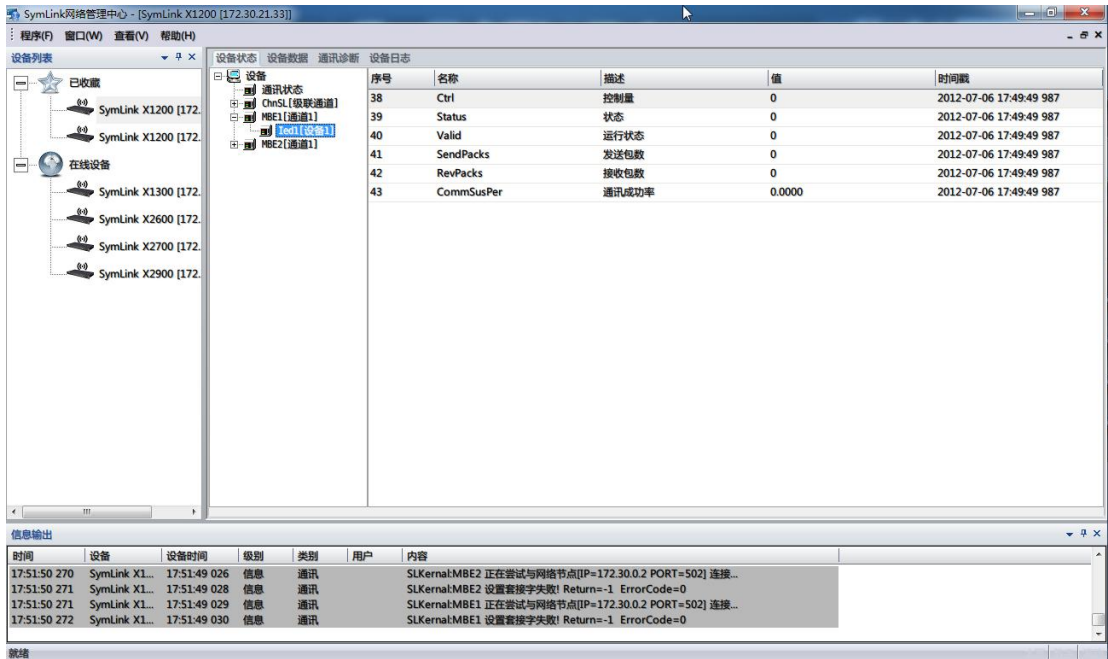 SymLink网络管理中心 - [SymLink X1200 [172.30.21.33]]
程序(F) 窗口(W) 查看(V) 帮助(H)
设备列表
已收藏
SymLink X1200 [172.
SymLink X1200 [172.
在线设备
SymLink X1300 [172.
SymLink X2600 [172.
SymLink X2700 [172.
SymLink X2900 [172.
设备状态 设备数据 通讯诊断 设备日志
设备
通讯状态
ChnSL[级联通道]
MBE1[通道1]
Ied1[设备1]
MBE2[通道1]
序号 名称 描述 值 时间戳
38 Ctrl 控制量 0 2012-07-06 17:49:49 987
39 Status 状态 0 2012-07-06 17:49:49 987
40 Valid 运行状态 0 2012-07-06 17:49:49 987
41 SendPacks 发送包数 0 2012-07-06 17:49:49 987
42 RevPacks 接收包数 0 2012-07-06 17:49:49 987
43 CommSusPer 通讯成功率 0.0000 2012-07-06 17:49:49 987
信息输出
时间 设备 设备时间 级别 类别 用户 内容
17:51:50 270 SymLink X1... 17:51:49 026 信息 通讯 SLKernal:MBE2 正在尝试与网络节点[IP=172.30.0.2 PORT=502] 连接...
17:51:50 271 SymLink X1... 17:51:49 028 信息 通讯 SLKernal:MBE2 设置套接字失败! Return=-1 ErrorCode=0
17:51:50 271 SymLink X1... 17:51:49 029 信息 通讯 SLKernal:MBE1 正在尝试与网络节点[IP=172.30.0.2 PORT=502] 连接...
17:51:50 272 SymLink X1... 17:51:49 030 信息 通讯 SLKernal:MBE1 设置套接字失败! Return=-1 ErrorCode=0
就绪